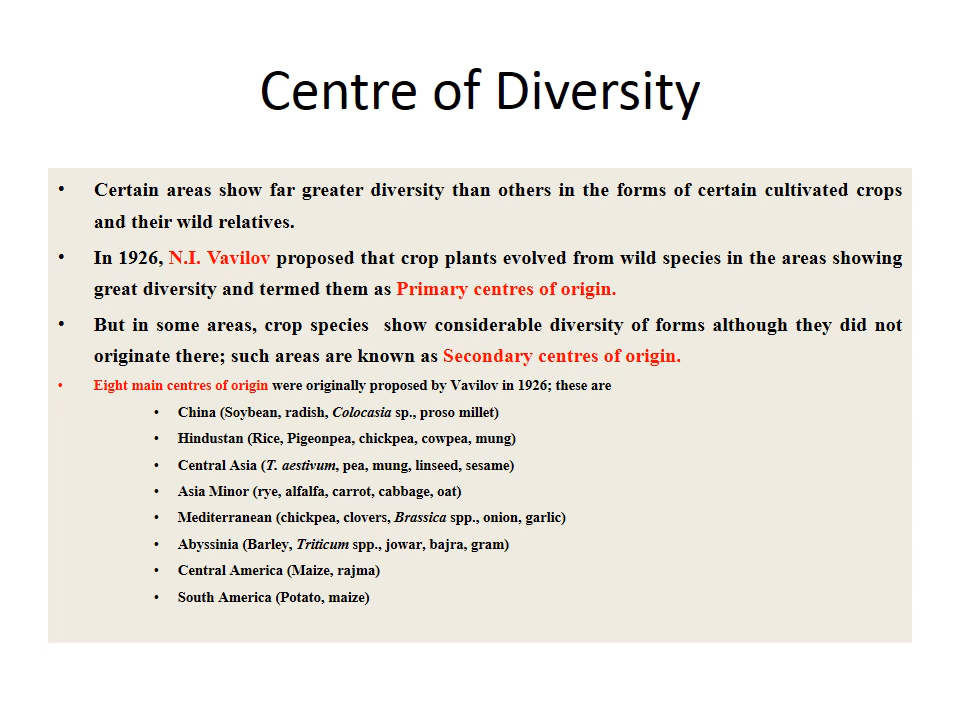 Centre of Diversity
• Certain areas show far greater diversity than others in the forms of certain cultivated crops
and their wild relatives.
• In 1926, N.I. Vavilov proposed that crop plants evolved from wild species in the areas showing
great diversity and termed them as Primary centres of origin.
• But in some areas, crop species show considerable diversity of forms although they did not
originate there; such areas are known as Secondary centres of origin.
• Eight main centres of origin were originally proposed by Vavilov in 1926; these are
• China (Soybean, radish, Colocasia sp., proso millet)
• Hindustan (Rice, Pigeonpea, chickpea, cowpea, mung)
• Central Asia (T. aestivum, pea, mung, linseed, sesame)
• Asia Minor (rye, alfalfa, carrot, cabbage, oat)
• Mediterranean (chickpea, clovers, Brassica spp., onion, garlic)
• Abyssinia (Barley, Triticum spp., jowar, bajra, gram)
• Central America (Maize, rajma)
• South America (Potato, maize)